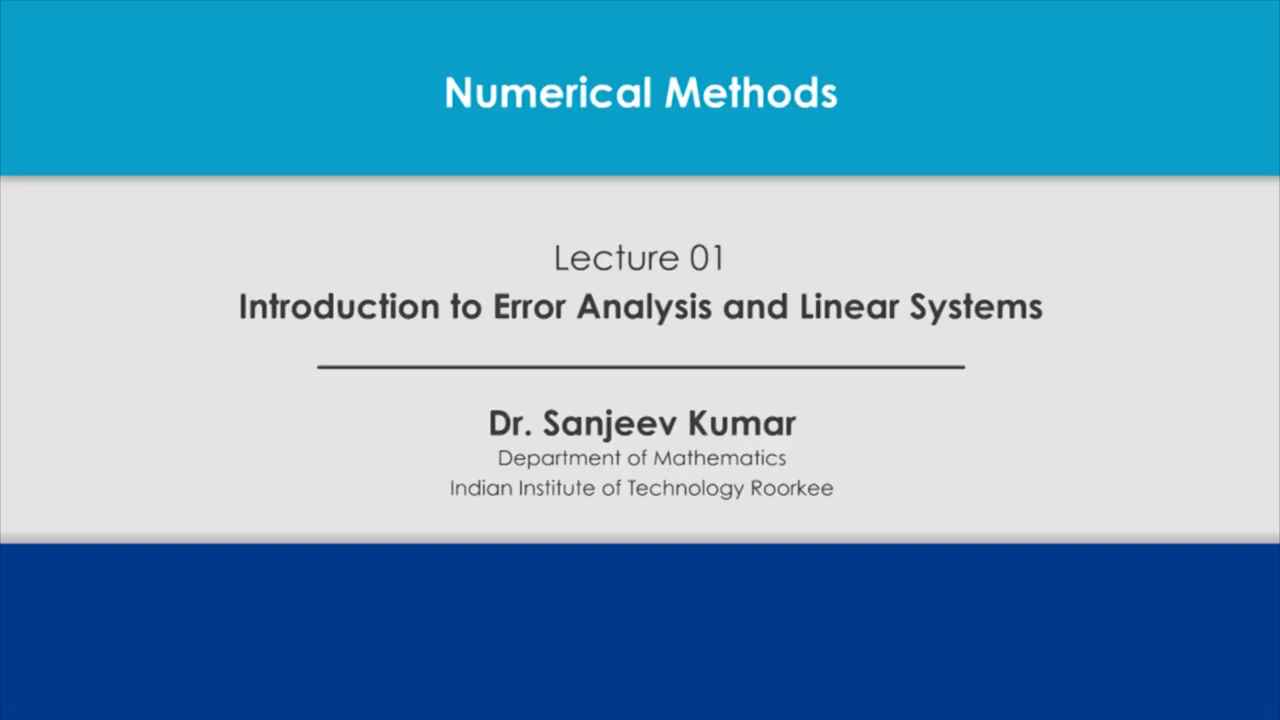 Numerical Methods
Lecture 01
Introduction to Error Analysis and Linear Systems
Dr. Sanjeev Kumar
Department of Mathematics
Indian Institute of Technology Roorkee